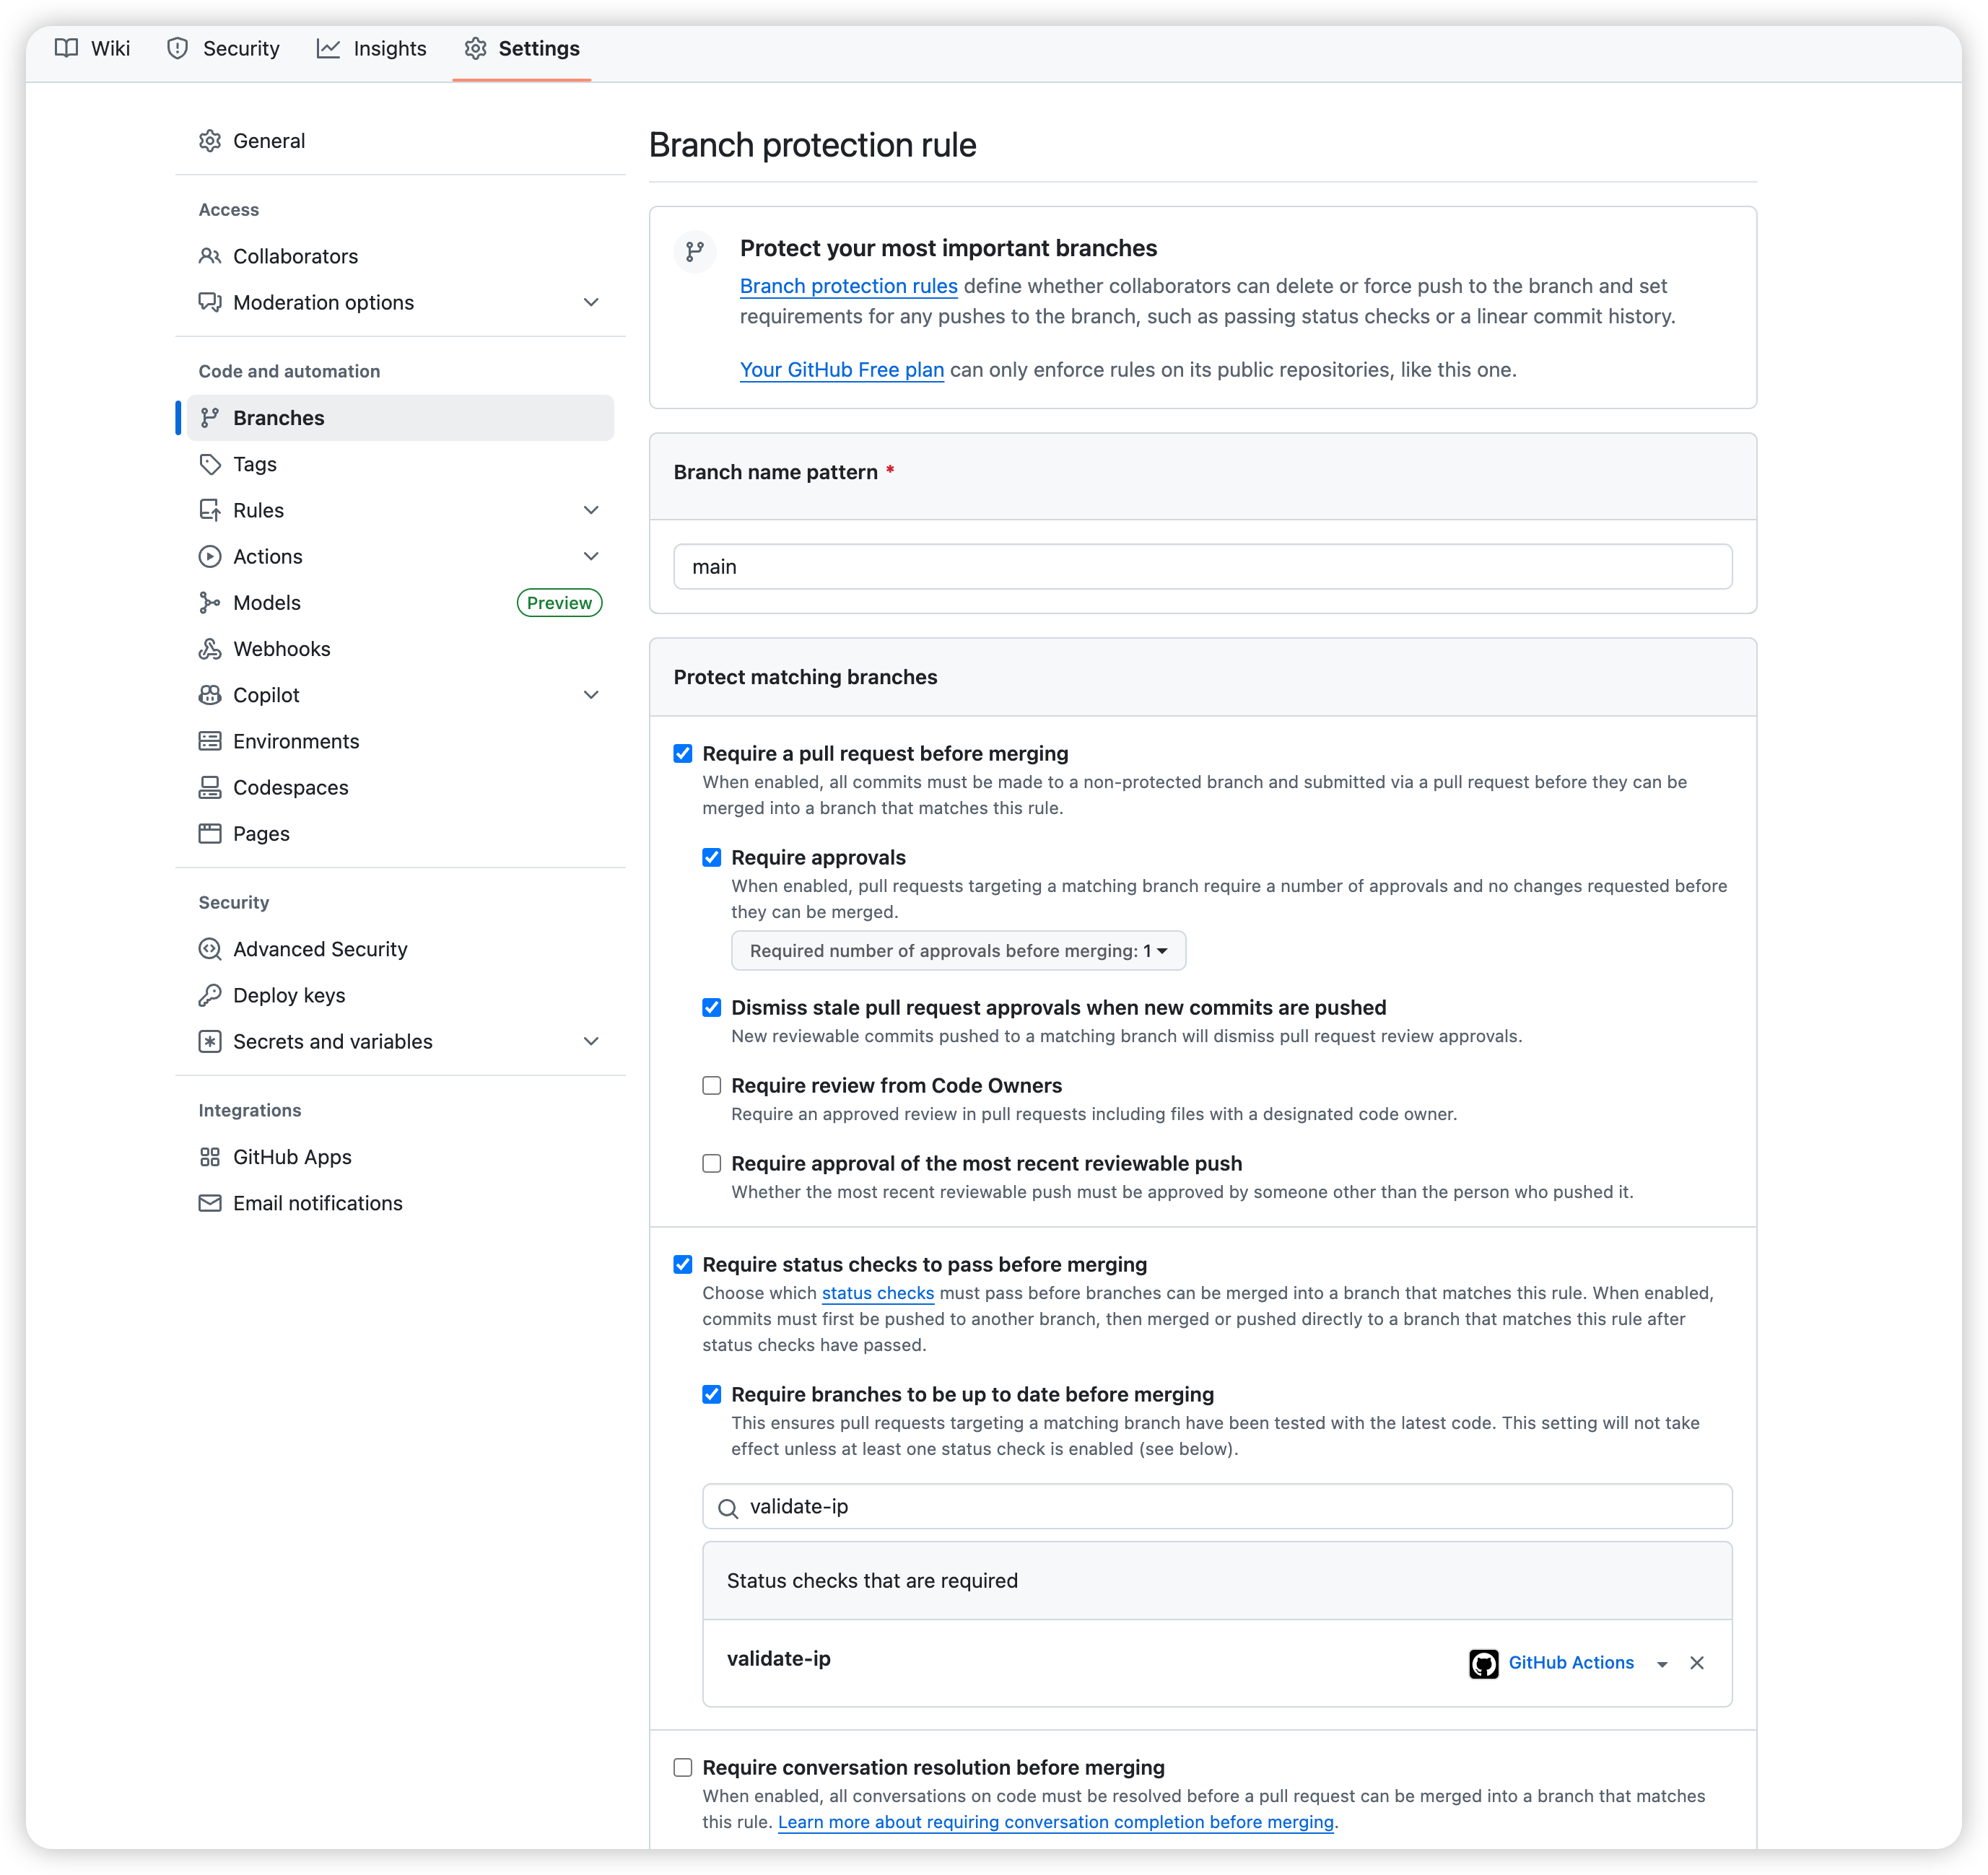 Wiki
Security
Insights
Settings
General
Access
Collaborators
Moderation options
Code and automation
Branches
Tags
Rules
Actions
Models
Preview
Webhooks
Copilot
Environments
Codespaces
Pages
Security
Advanced Security
Deploy keys
Secrets and variables
Integrations
GitHub Apps
Email notifications
Branch protection rule
Protect your most important branches
Branch protection rules define whether collaborators can delete or force push to the branch and set
requirements for any pushes to the branch, such as passing status checks or a linear commit history.
Your GitHub Free plan can only enforce rules on its public repositories, like this one.
Branch name pattern *
main
Protect matching branches
Require a pull request before merging
When enabled, all commits must be made to a non-protected branch and submitted via a pull request before they can be
merged into a branch that matches this rule.
Require approvals
When enabled, pull requests targeting a matching branch require a number of approvals and no changes requested before
they can be merged.
Required number of approvals before merging: 1
Dismiss stale pull request approvals when new commits are pushed
New reviewable commits pushed to a matching branch will dismiss pull request review approvals.
Require review from Code Owners
Require an approved review in pull requests including files with a designated code owner.
Require approval of the most recent reviewable push
Whether the most recent reviewable push must be approved by someone other than the person who pushed it.
Require status checks to pass before merging
Choose which status checks must pass before branches can be merged into a branch that matches this rule. When enabled,
commits must first be pushed to another branch, then merged or pushed directly to a branch that matches this rule after
status checks have passed.
Require branches to be up to date before merging
This ensures pull requests targeting a matching branch have been tested with the latest code. This setting will not take
effect unless at least one status check is enabled (see below).
validate-ip
Status checks that are required
validate-ip
GitHub Actions
Require conversation resolution before merging
When enabled, all conversations on code must be resolved before a pull request can be merged into a branch that matches
this rule. Learn more about requiring conversation completion before merging.